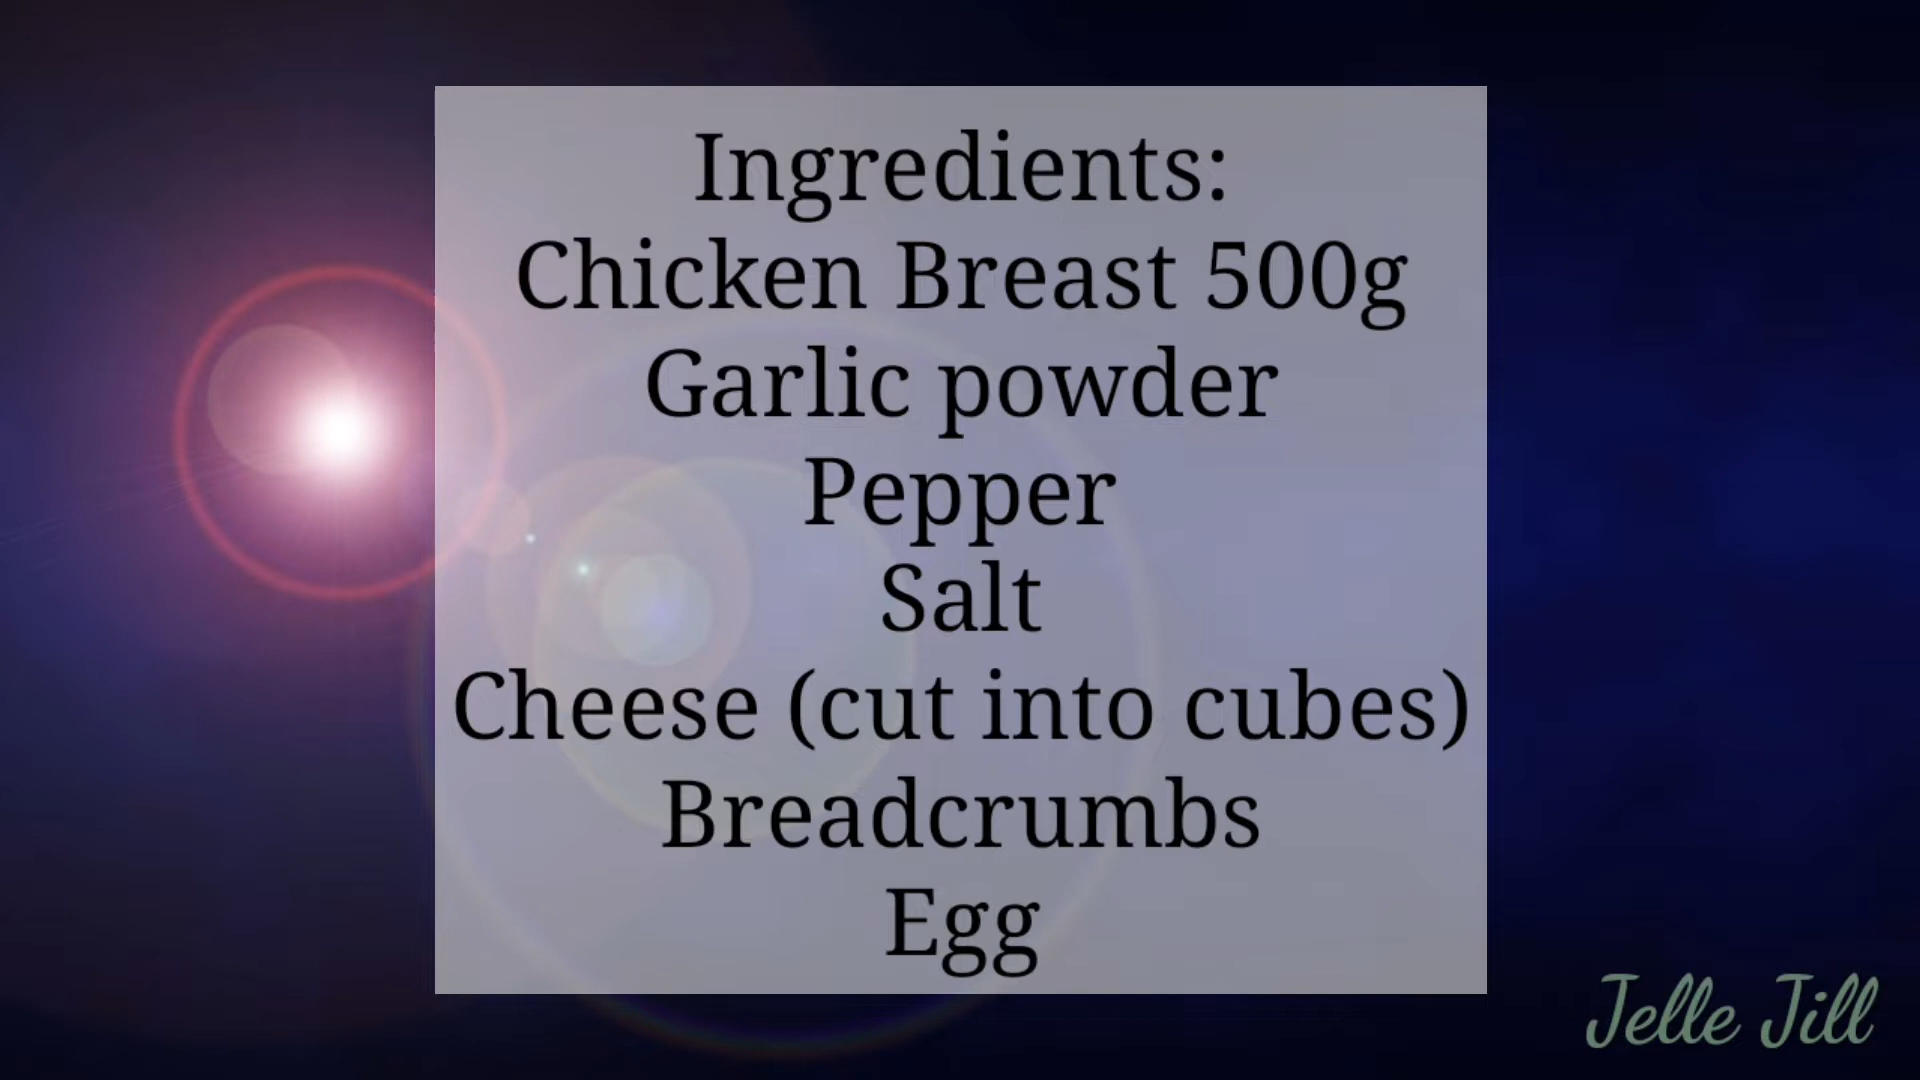 Ingredients:
Chicken Breast 500g
Garlic powder
Pepper
Salt
Cheese (cut into cubes)
Breadcrumbs
Egg
Jelle Jill